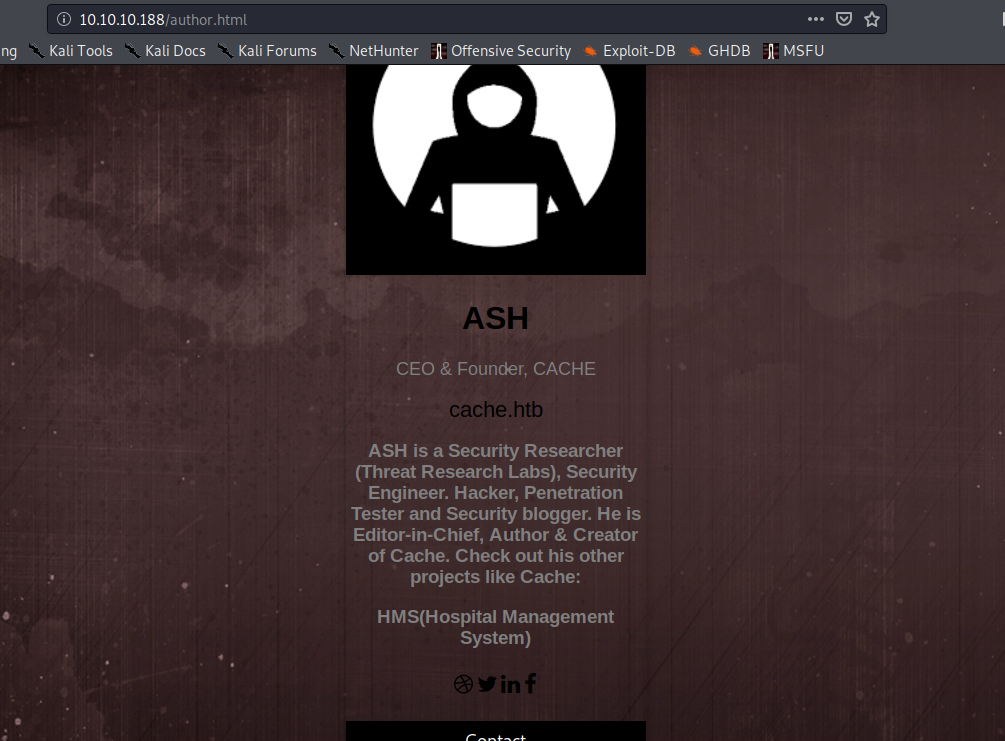 10.10.10.188/author.html
ng Kali Tools Kali Docs Kali Forums NetHunter Offensive Security Exploit-DB GHDB MSFU
ASH
CEO & Founder, CACHE
cache.htb
ASH is a Security Researcher
(Threat Research Labs), Security
Engineer. Hacker, Penetration
Tester and Security blogger. He is
Editor-in-Chief, Author & Creator
of Cache. Check out his other
projects like Cache:
HMS(Hospital Management
System)
Contact